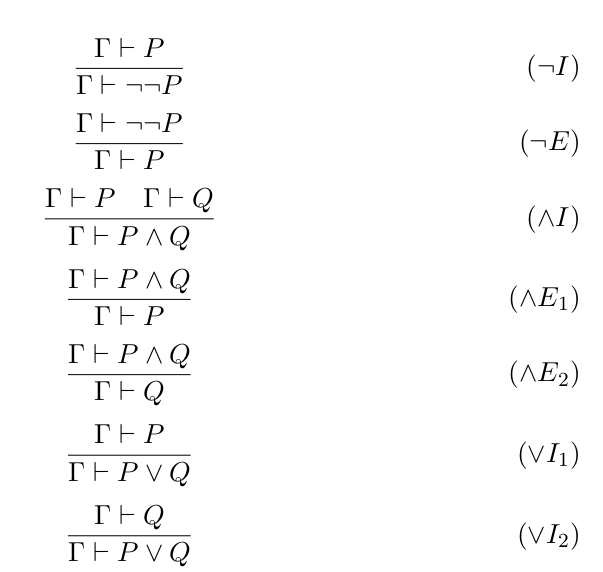 Γ ⊢ P
Γ ⊢ ¬¬P (¬I)
Γ ⊢ ¬¬P
Γ ⊢ P (¬E)
Γ ⊢ P Γ ⊢ Q
Γ ⊢ P ∧ Q (∧I)
Γ ⊢ P ∧ Q
Γ ⊢ P (∧E₁)
Γ ⊢ P ∧ Q
Γ ⊢ Q (∧E₂)
Γ ⊢ P
Γ ⊢ P ∨ Q (∨I₁)
Γ ⊢ Q
Γ ⊢ P ∨ Q (∨I₂)